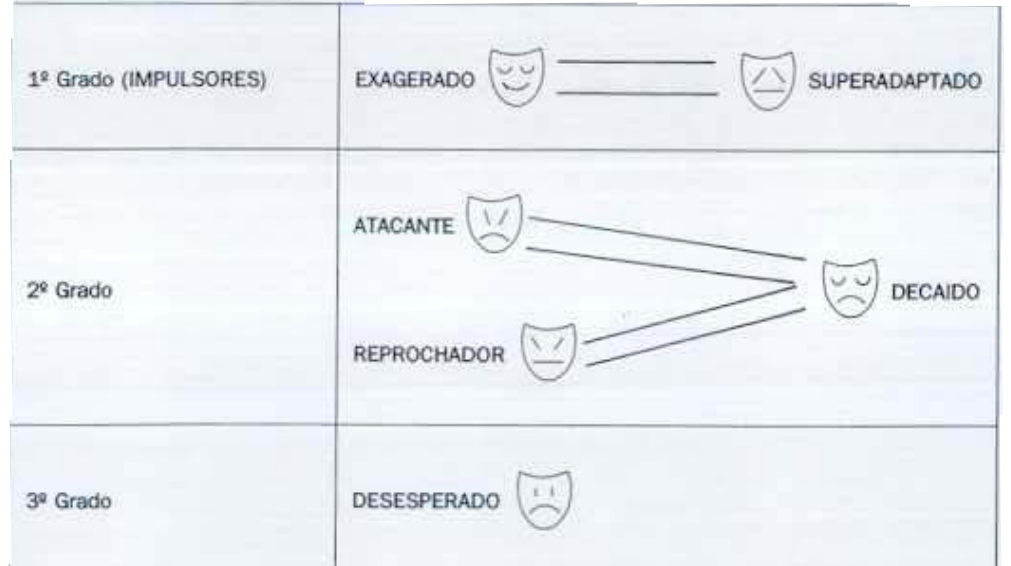 1º Grado (IMPULSORES)
EXAGERADO
SUPERADAPTADO
2º Grado
ATACANTE
DECAIDO
REPROCHADOR
3º Grado
DESESPERADO